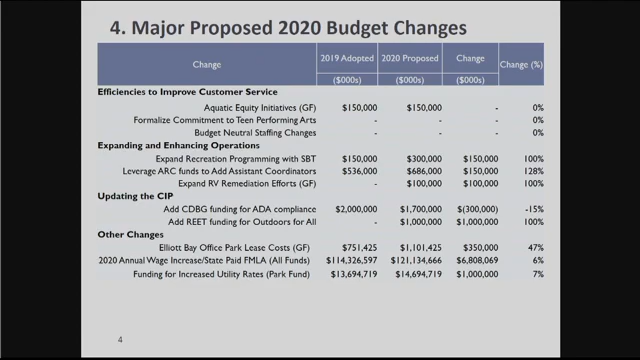 4. Major Proposed 2020 Budget Changes
Change 2019 Adopted 2020 Proposed Change Change (%)
($000s) ($000s) ($000s)
Efficiencies to Improve Customer Service
Aquatic Equity Initiatives (GF) $150,000 $150,000 - 0%
Formalize Commitment to Teen Performing Arts - - - 0%
Budget Neutral Staffing Changes - - - 0%
Expanding and Enhancing Operations
Expand Recreation Programming with SBT $150,000 $300,000 $150,000 100%
Leverage ARC funds to Add Assistant Coordinators $536,000 $686,000 $150,000 128%
Expand RV Remediation Efforts (GF) - $100,000 $100,000 100%
Updating the CIP
Add CDBG funding for ADA compliance $2,000,000 $1,700,000 $(300,000) -15%
Add REET funding for Outdoors for All - $1,000,000 $1,000,000 100%
Other Changes
Elliott Bay Office Park Lease Costs (GF) $751,425 $1,101,425 $350,000 47%
2020 Annual Wage Increase/State Paid FMLA (All Funds) $114,326,597 $121,134,666 $6,808,069 6%
Funding for Increased Utility Rates (Park Fund) $13,694,719 $14,694,719 $1,000,000 7%
4